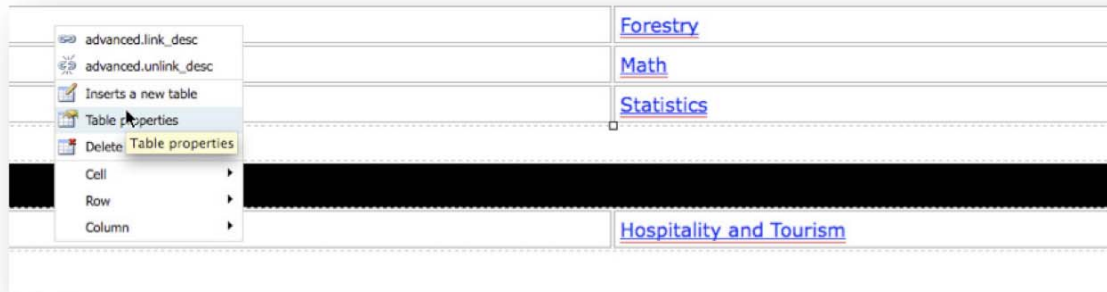 Forestry
advanced.link_desc
advanced.unlink_desc
Math
Inserts a new table
Statistics
Table properties
Delete
Table properties
Cell
Row
Column
Hospitality and Tourism